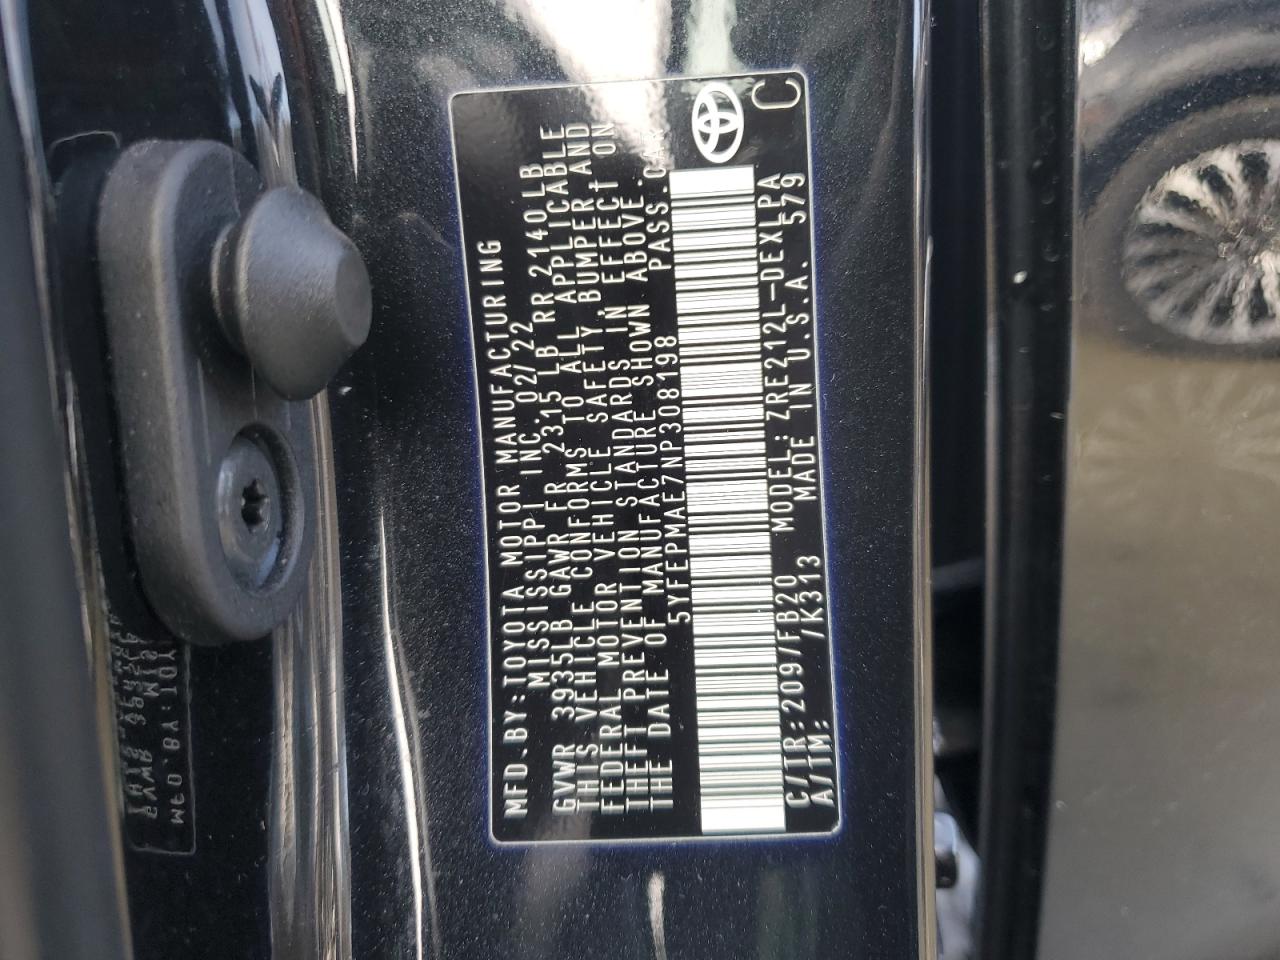 MFD.BY:TOYOTA MOTOR MANUFACTURING
MISSISSIPPI INC. 02/22
GVWR 3935LB GAWR FR 2315 LB RR 2140 LB
THIS VEHICLE CONFORMS TO ALL APPLICABLE
FEDERAL MOTOR VEHICLE SAFETY, BUMPER AND
THEFT PREVENTION STANDARDS IN EFFECT ON
THE DATE OF MANUFACTURE SHOWN ABOVE.
5YFEPMAE7NP308198 PASS.CAR
C/TR:209/FB20 MODEL:ZRE212L-DEXLPA
A/TM: /K313 MADE IN U.S.A. 579
C